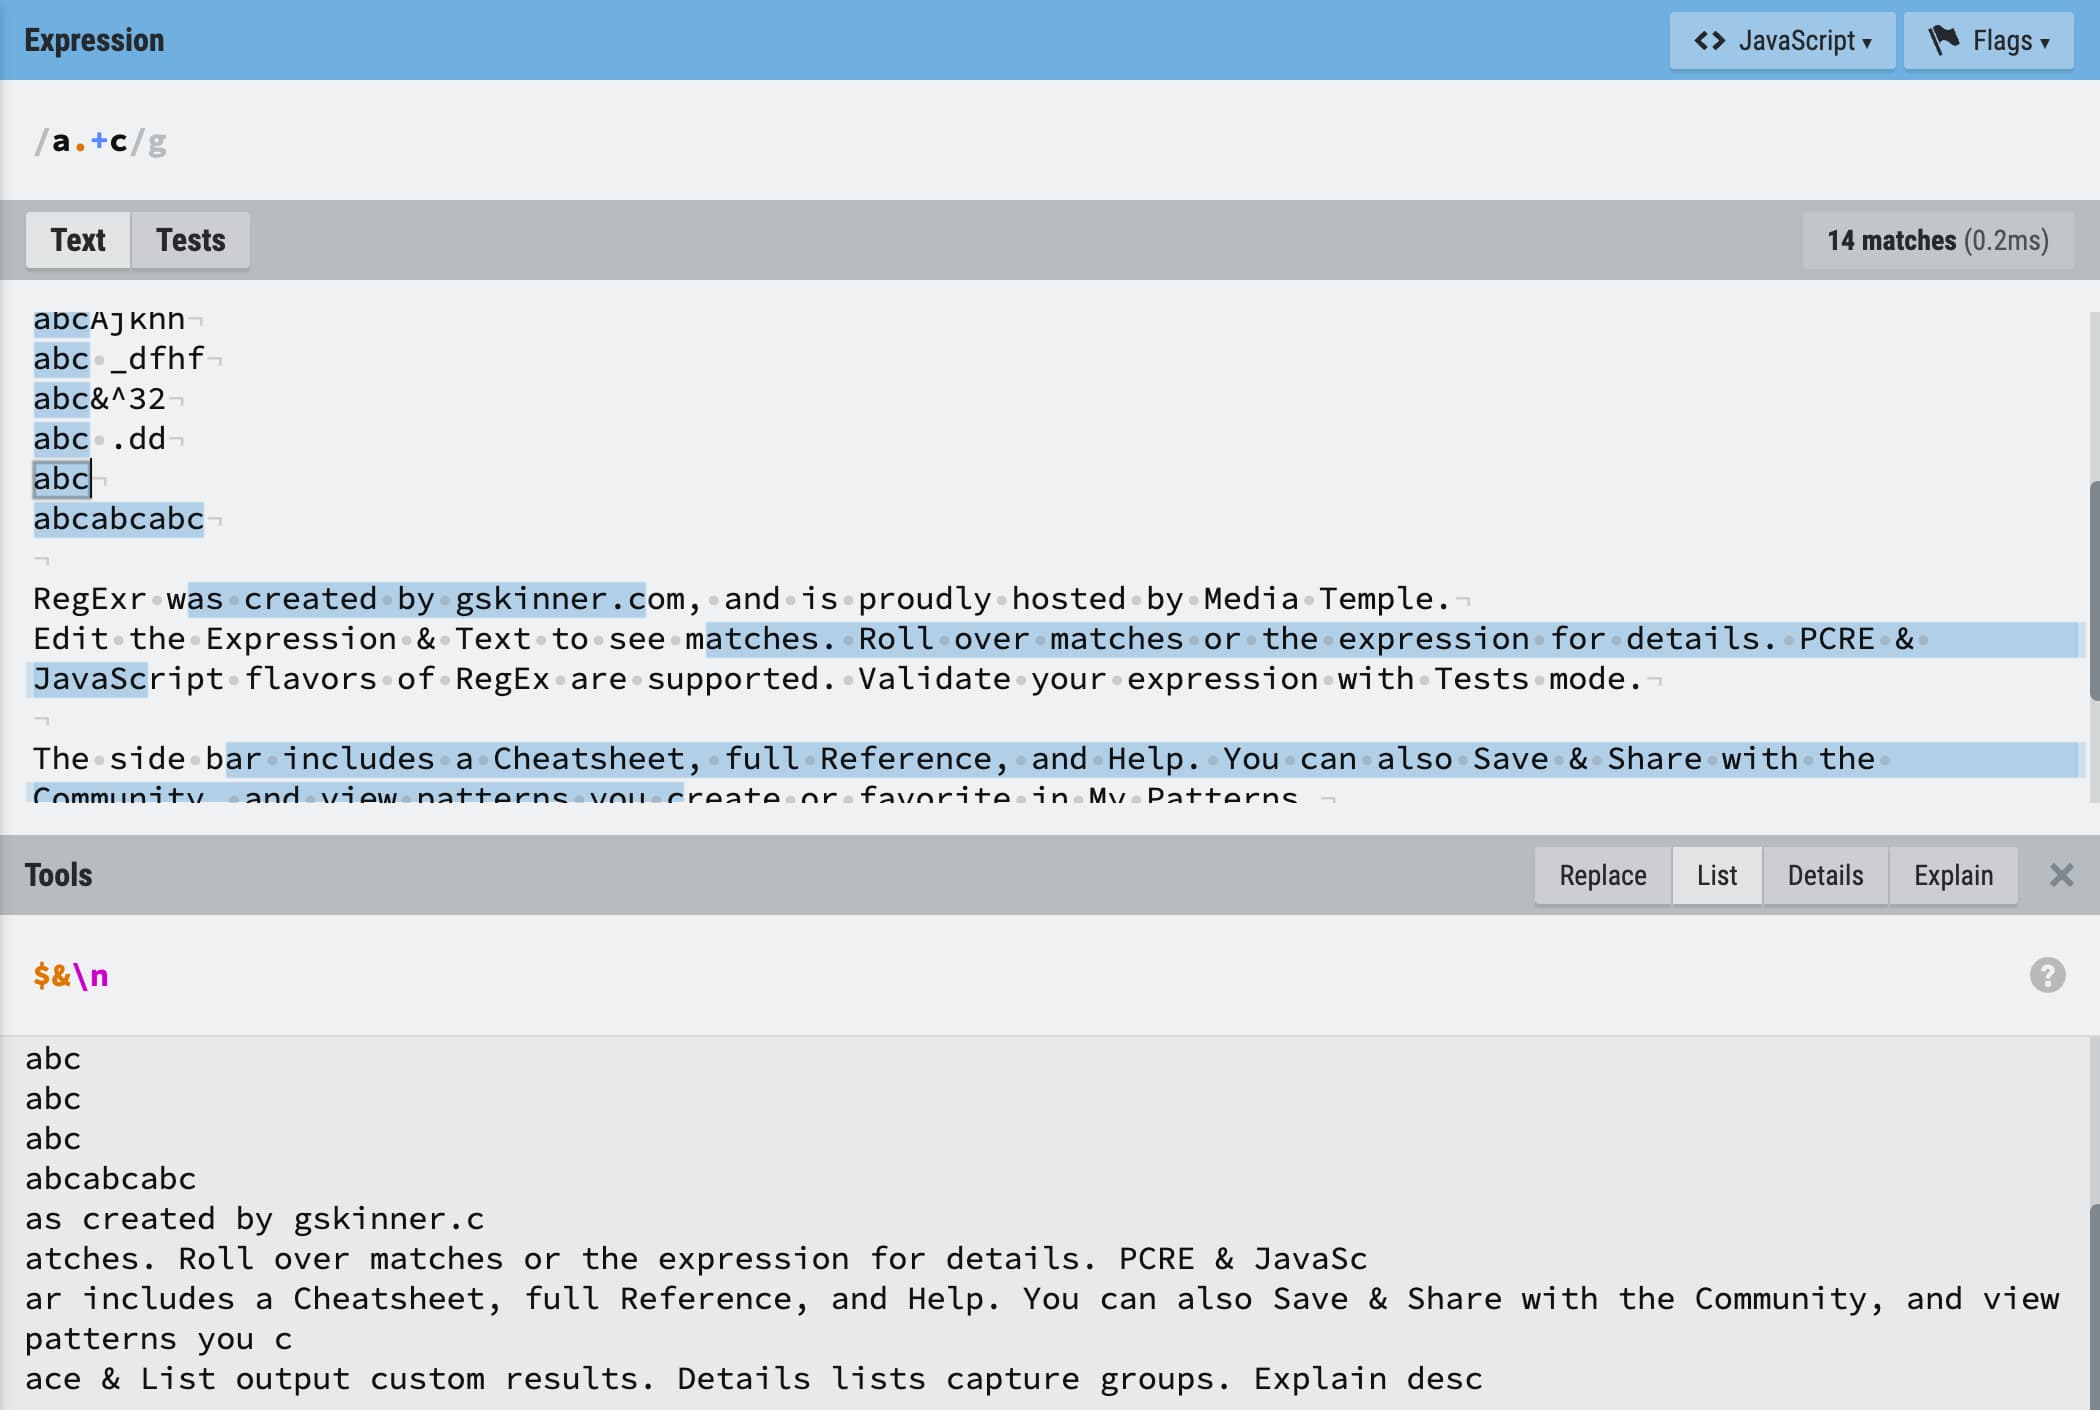 Expression
<> JavaScript ▾
Flags ▾
/a.+c/g
Text
Tests
14 matches (0.2ms)
abcAjknn¬
abc•_dfhf¬
abc&^32¬
abc•.dd¬
abc¬
abcabcabc¬
¬
RegExr•was•created•by•gskinner.com,•and•is•proudly•hosted•by•Media•Temple.¬
Edit•the•Expression•&•Text•to•see•matches.•Roll•over•matches•or•the•expression•for•details.•PCRE•&•
JavaScript•flavors•of•RegEx•are•supported.•Validate•your•expression•with•Tests•mode.¬
¬
The•side•bar•includes•a•Cheatsheet,•full•Reference,•and•Help.•You•can•also•Save•&•Share•with•the•
Community, •and•view•patterns•you•create•or•favorite•in•My•Patterns.¬
Tools
Replace
List
Details
Explain
✕
$&\n
?
abc
abc
abc
abcabcabc
as created by gskinner.c
atches. Roll over matches or the expression for details. PCRE & JavaSc
ar includes a Cheatsheet, full Reference, and Help. You can also Save & Share with the Community, and view
patterns you c
ace & List output custom results. Details lists capture groups. Explain desc